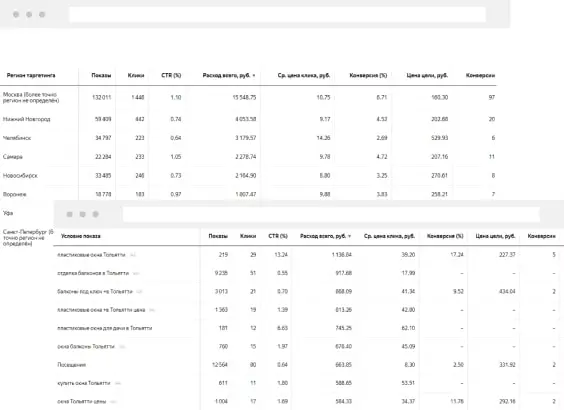 Регион таргетинга Показы Клики CTR (%) Расход всего, руб. ▼ Ср. цена клика, руб. Конверсия (%) Цена цели, руб. Конверсии
Москва (более точно
регион не определён) 132 011 1 446 1.10 15 548.75 10.75 6.71 160.30 97
Нижний Новгород 59 409 442 0.74 4 053.58 9.17 4.52 202.68 20
Челябинск 34 797 223 0.64 3 179.57 14.26 2.69 529.93 6
Самара 22 284 233 1.05 2 278.74 9.78 4.72 207.16 11
Новосибирск 33 485 246 0.73 2 164.90 8.80 3.25 270.61 8
Воронеж 18 778 183 0.97 1 807.47 9.88 3.83 258.21 7
Уфа
Санкт-Петербург
точно регион не
определён)
Условие показа Показы Клики CTR (%) Расход всего, руб. ▼ Ср. цена клика, руб. Конверсия (%) Цена цели, руб. Конверсии
пластиковые окна Тольятти 219 29 13.24 1 136.84 39.20 17.24 227.37 5
отделка балконов в Тольятти 9 235 51 0.55 917.68 17.99 – – –
балконы под ключ +в Тольятти 3 013 21 0.70 868.09 41.34 9.52 434.04 2
пластиковые окна +в Тольятти цена 1 363 19 1.39 813.26 42.80 – – –
пластиковые окна для дачи в Тольятти 181 12 6.63 745.25 62.10 – – –
окна балконы Тольятти 760 15 1.97 676.40 45.09 – – –
Посещения 12 564 80 0.64 663.85 8.30 2.50 331.92 2
купить окна Тольятти 611 11 1.80 588.65 53.51 – – –
окна Тольятти цены 1 004 17 1.69 584.33 34.37 11.76 292.16 2